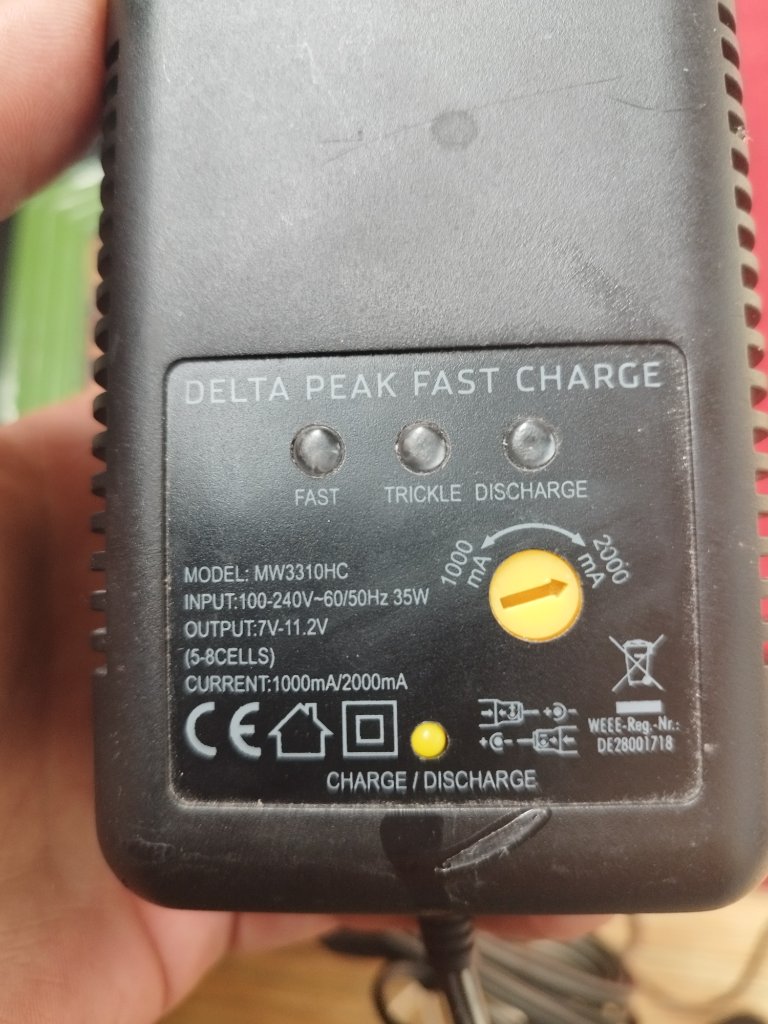 DELTA PEAK FAST CHARGE
FAST TRICKLE DISCHARGE
1000 mA
2000 mA
MODEL: MW3310HC
INPUT:100-240V~60/50Hz 35W
OUTPUT:7V-11.2V
(5-8CELLS)
CURRENT:1000mA/2000mA
CE
WEEE-Reg.-Nr.:
DE28001718
CHARGE / DISCHARGE